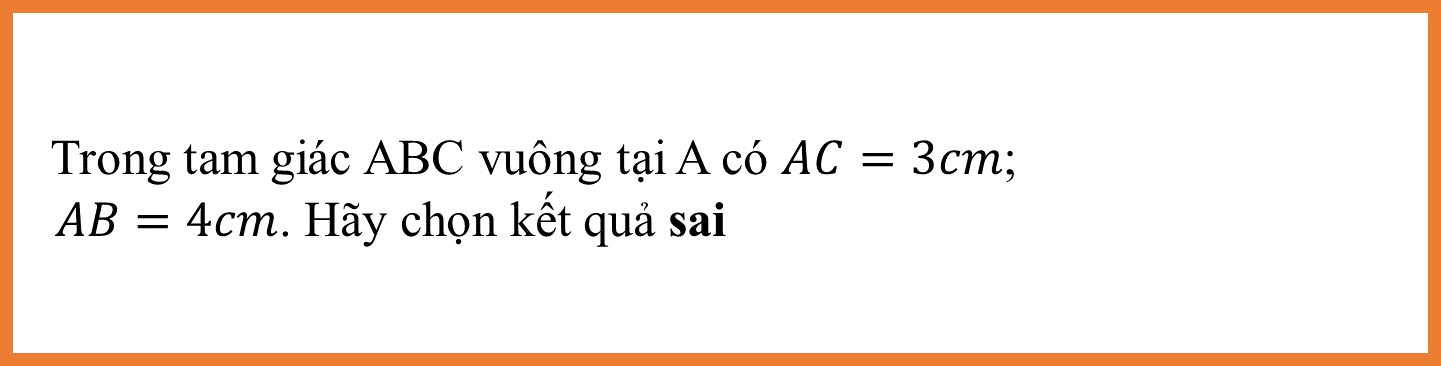 Trong tam giác ABC vuông tại A có AC = 3cm;
AB = 4cm. Hãy chọn kết quả sai